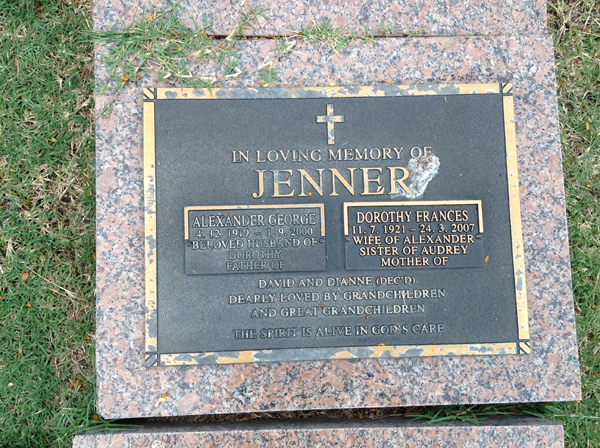 IN LOVING MEMORY OF
JENNER
ALEXANDER GEORGE
4. 12. 1919 – 1. 9. 2000
BELOVED HUSBAND OF
DOROTHY
FATHER OF
DOROTHY FRANCES
11. 7. 1921 – 24. 3. 2007
WIFE OF ALEXANDER
SISTER OF AUDREY
MOTHER OF
DAVID AND DIANNE (DEC'D)
DEARLY LOVED BY GRANDCHILDREN
AND GREAT GRANDCHILDREN
THE SPIRIT IS ALIVE IN GOD'S CARE